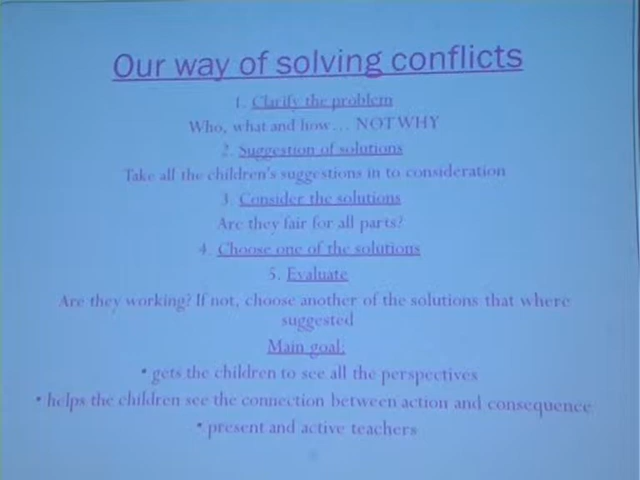 Our way of solving conflicts
1. Clarify the problem
Who, what and how… NOT WHY
2. Suggestion of solutions
Take all the children's suggestions in to consideration
3. Consider the solutions
Are they fair for all parts?
4. Choose one of the solutions
5. Evaluate
Are they working? If not, choose another of the solutions that where
suggested
Main goal:
• gets the children to see all the perspectives
• helps the children see the connection between action and consequence
• present and active teachers